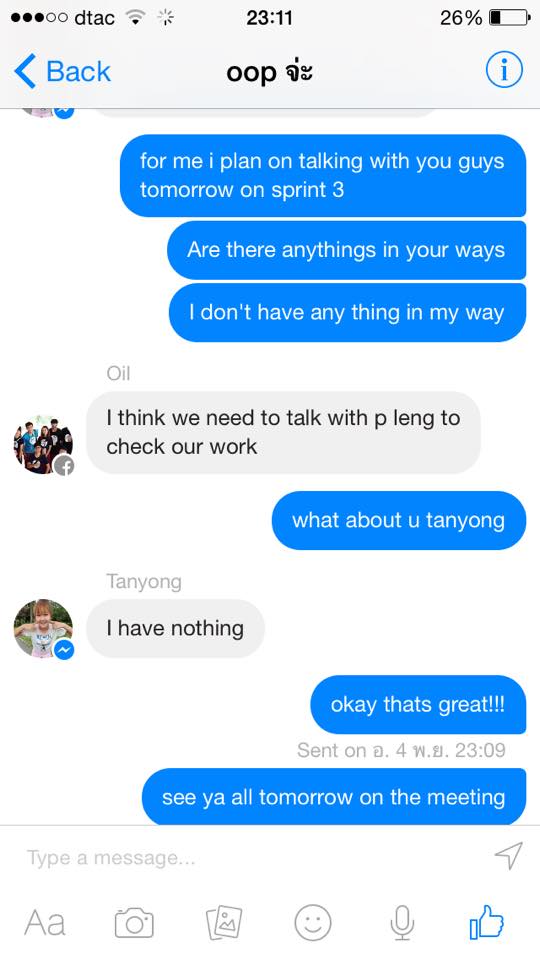 dtac 23:11 26%
Back oop จ่ะ
for me i plan on talking with you guys
tomorrow on sprint 3
Are there anythings in your ways
I don't have any thing in my way
Oil
I think we need to talk with p leng to
check our work
what about u tanyong
Tanyong
I have nothing
okay thats great!!!
Sent on อ. 4 พ.ย. 23:09
see ya all tomorrow on the meeting
Type a message...
Aa